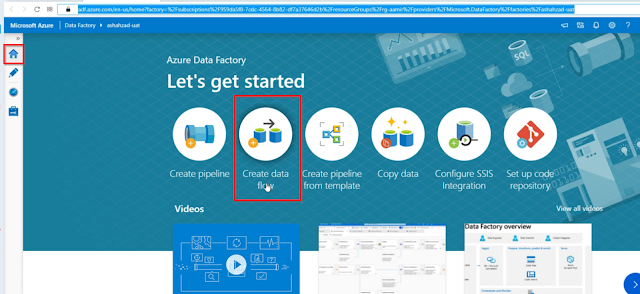 adf.azure.com/en-us/home?factory=%2Fsubscriptions%2F959da5f8-7cdc-4564-8b82-df7a37646d2b%2FresourceGroups%2Frg-aamir%2Fproviders%2FMicrosoft.DataFactory%2Ffactories%2Fashahzad-uat
Microsoft Azure | Data Factory ▸ ashahzad-uat
Azure Data Factory
Let's get started
Create pipeline
Create data flow
Create pipeline from template
Copy data
Configure SSIS Integration
Set up code repository
SQL
Videos
View all videos
Data Factory overview